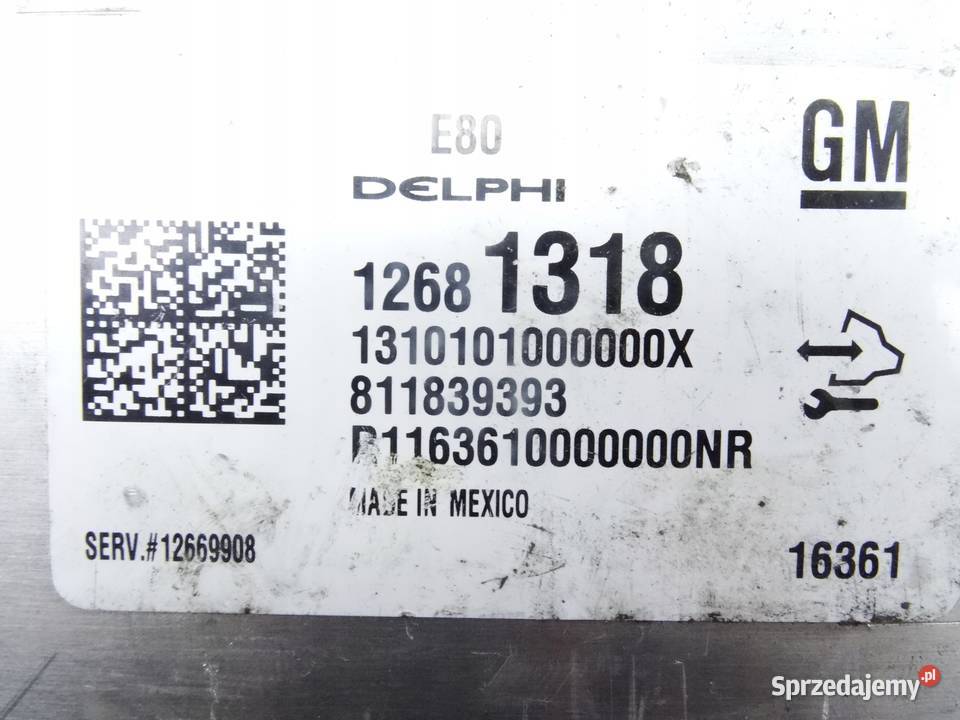 E80
GM
DELPHI
1268 1318
1310101000000X
811839393
R1163610000000NR
MADE IN MEXICO
SERV.#12669908
16361
Sprzedajemy.pl